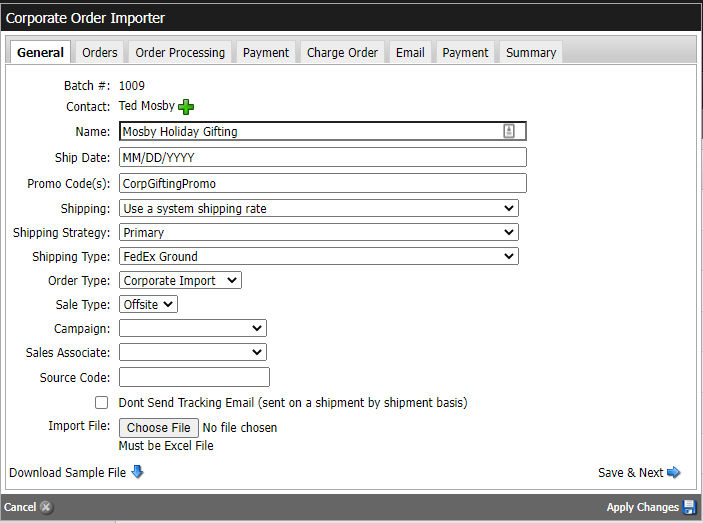 Corporate Order Importer
General Orders Order Processing Payment Charge Order Email Payment Summary
Batch #: 1009
Contact: Ted Mosby
Name: Mosby Holiday Gifting
Ship Date: MM/DD/YYYY
Promo Code(s): CorpGiftingPromo
Shipping: Use a system shipping rate
Shipping Strategy: Primary
Shipping Type: FedEx Ground
Order Type: Corporate Import
Sale Type: Offsite
Campaign:
Sales Associate:
Source Code:
Dont Send Tracking Email (sent on a shipment by shipment basis)
Import File: Choose File No file chosen
Must be Excel File
Download Sample File Save & Next
Cancel Apply Changes